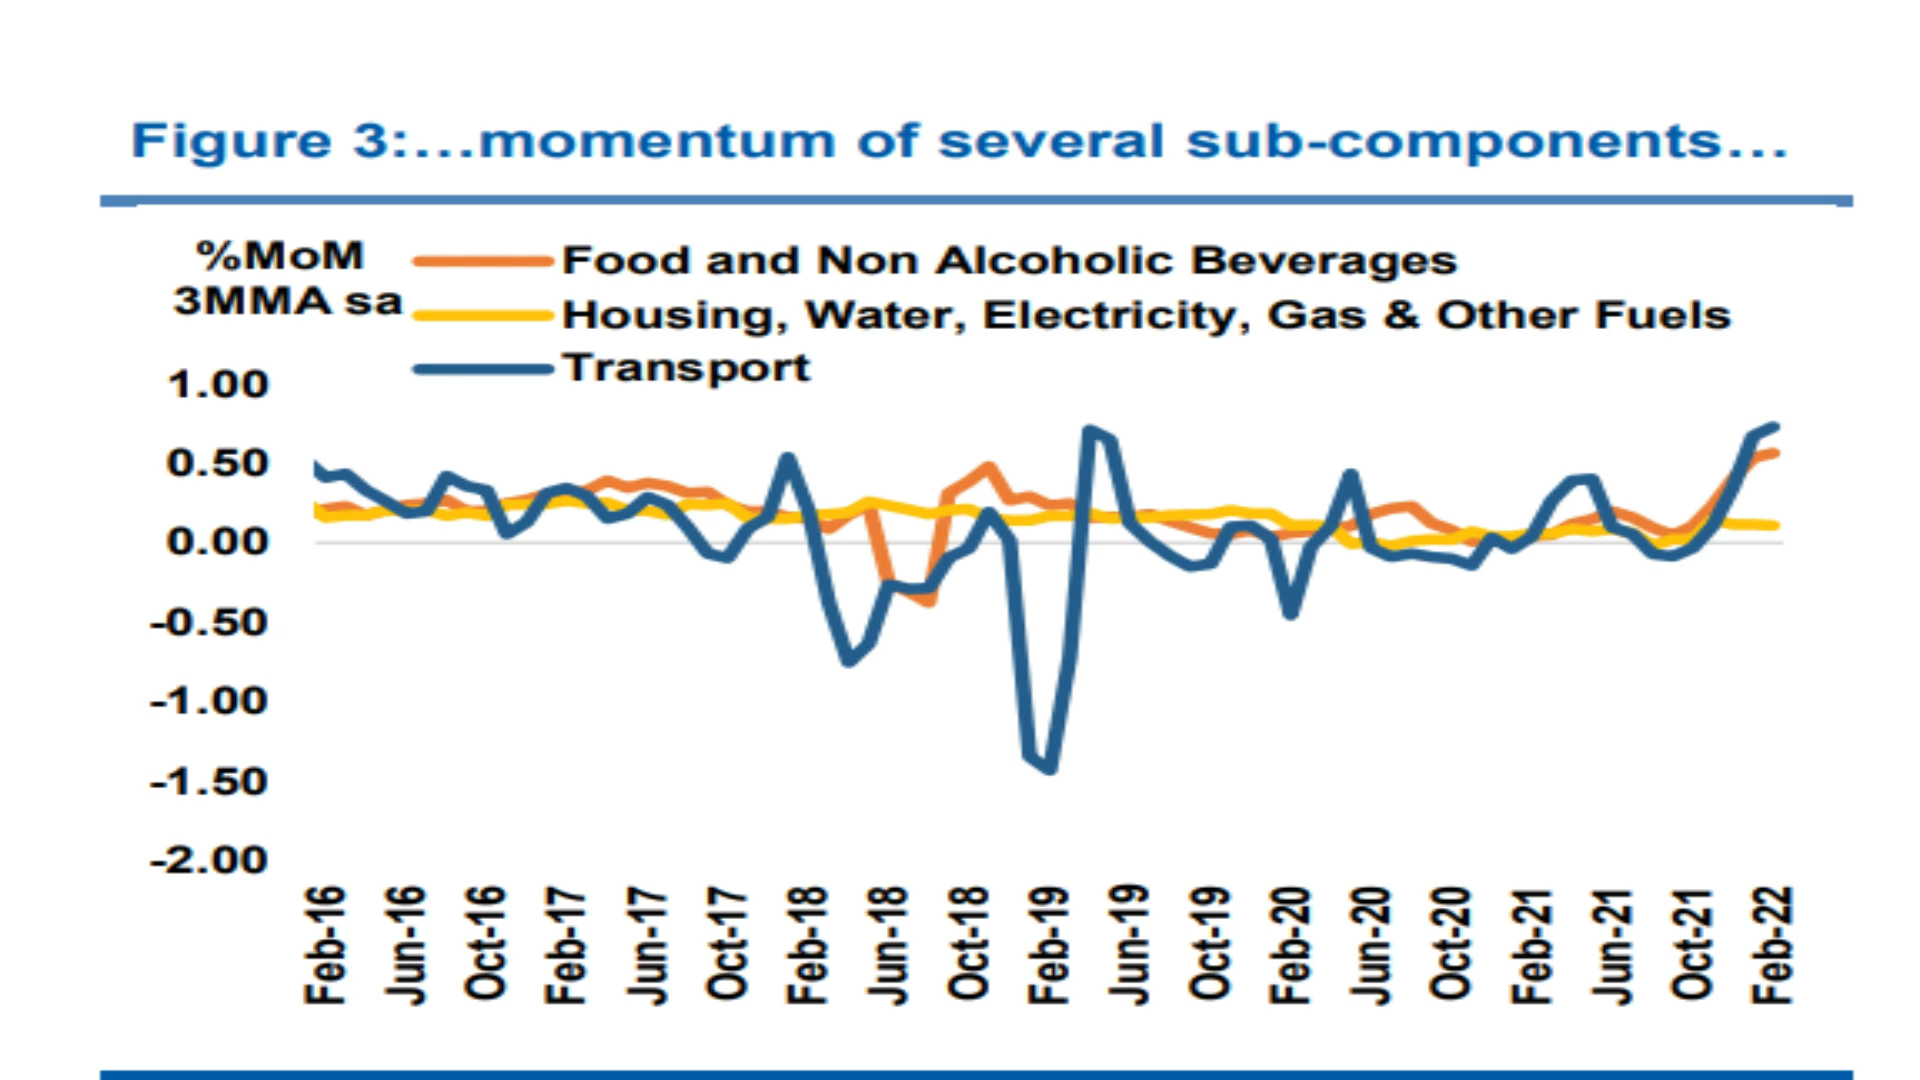 Figure 3:…momentum of several sub-components…
%MoM
3MMA sa
Food and Non Alcoholic Beverages
Housing, Water, Electricity, Gas & Other Fuels
Transport
1.00
0.50
0.00
-0.50
-1.00
-1.50
-2.00
Feb-16
Jun-16
Oct-16
Feb-17
Jun-17
Oct-17
Feb-18
Jun-18
Oct-18
Feb-19
Jun-19
Oct-19
Feb-20
Jun-20
Oct-20
Feb-21
Jun-21
Oct-21
Feb-22